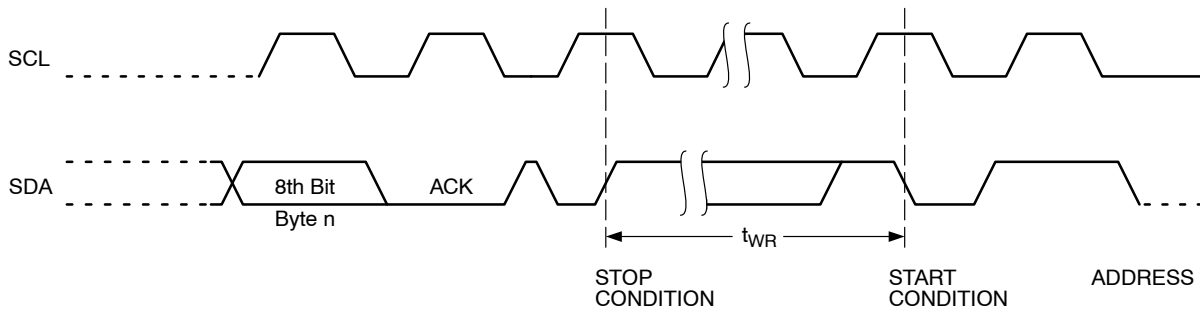 SCL
SDA
8th Bit
Byte n
ACK
tWR
STOP
CONDITION
START
CONDITION
ADDRESS